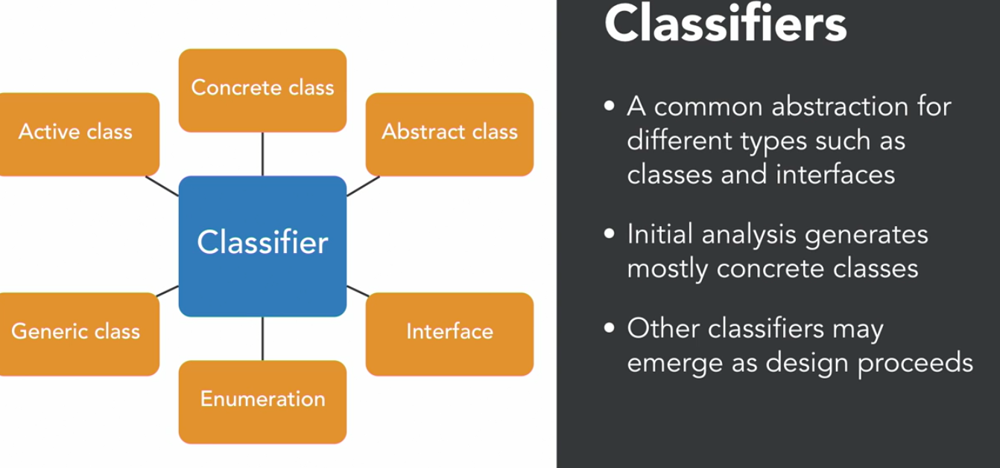 Concrete class
Active class
Abstract class
Classifier
Generic class
Interface
Enumeration
Classifiers
• A common abstraction for
different types such as
classes and interfaces
• Initial analysis generates
mostly concrete classes
• Other classifiers may
emerge as design proceeds